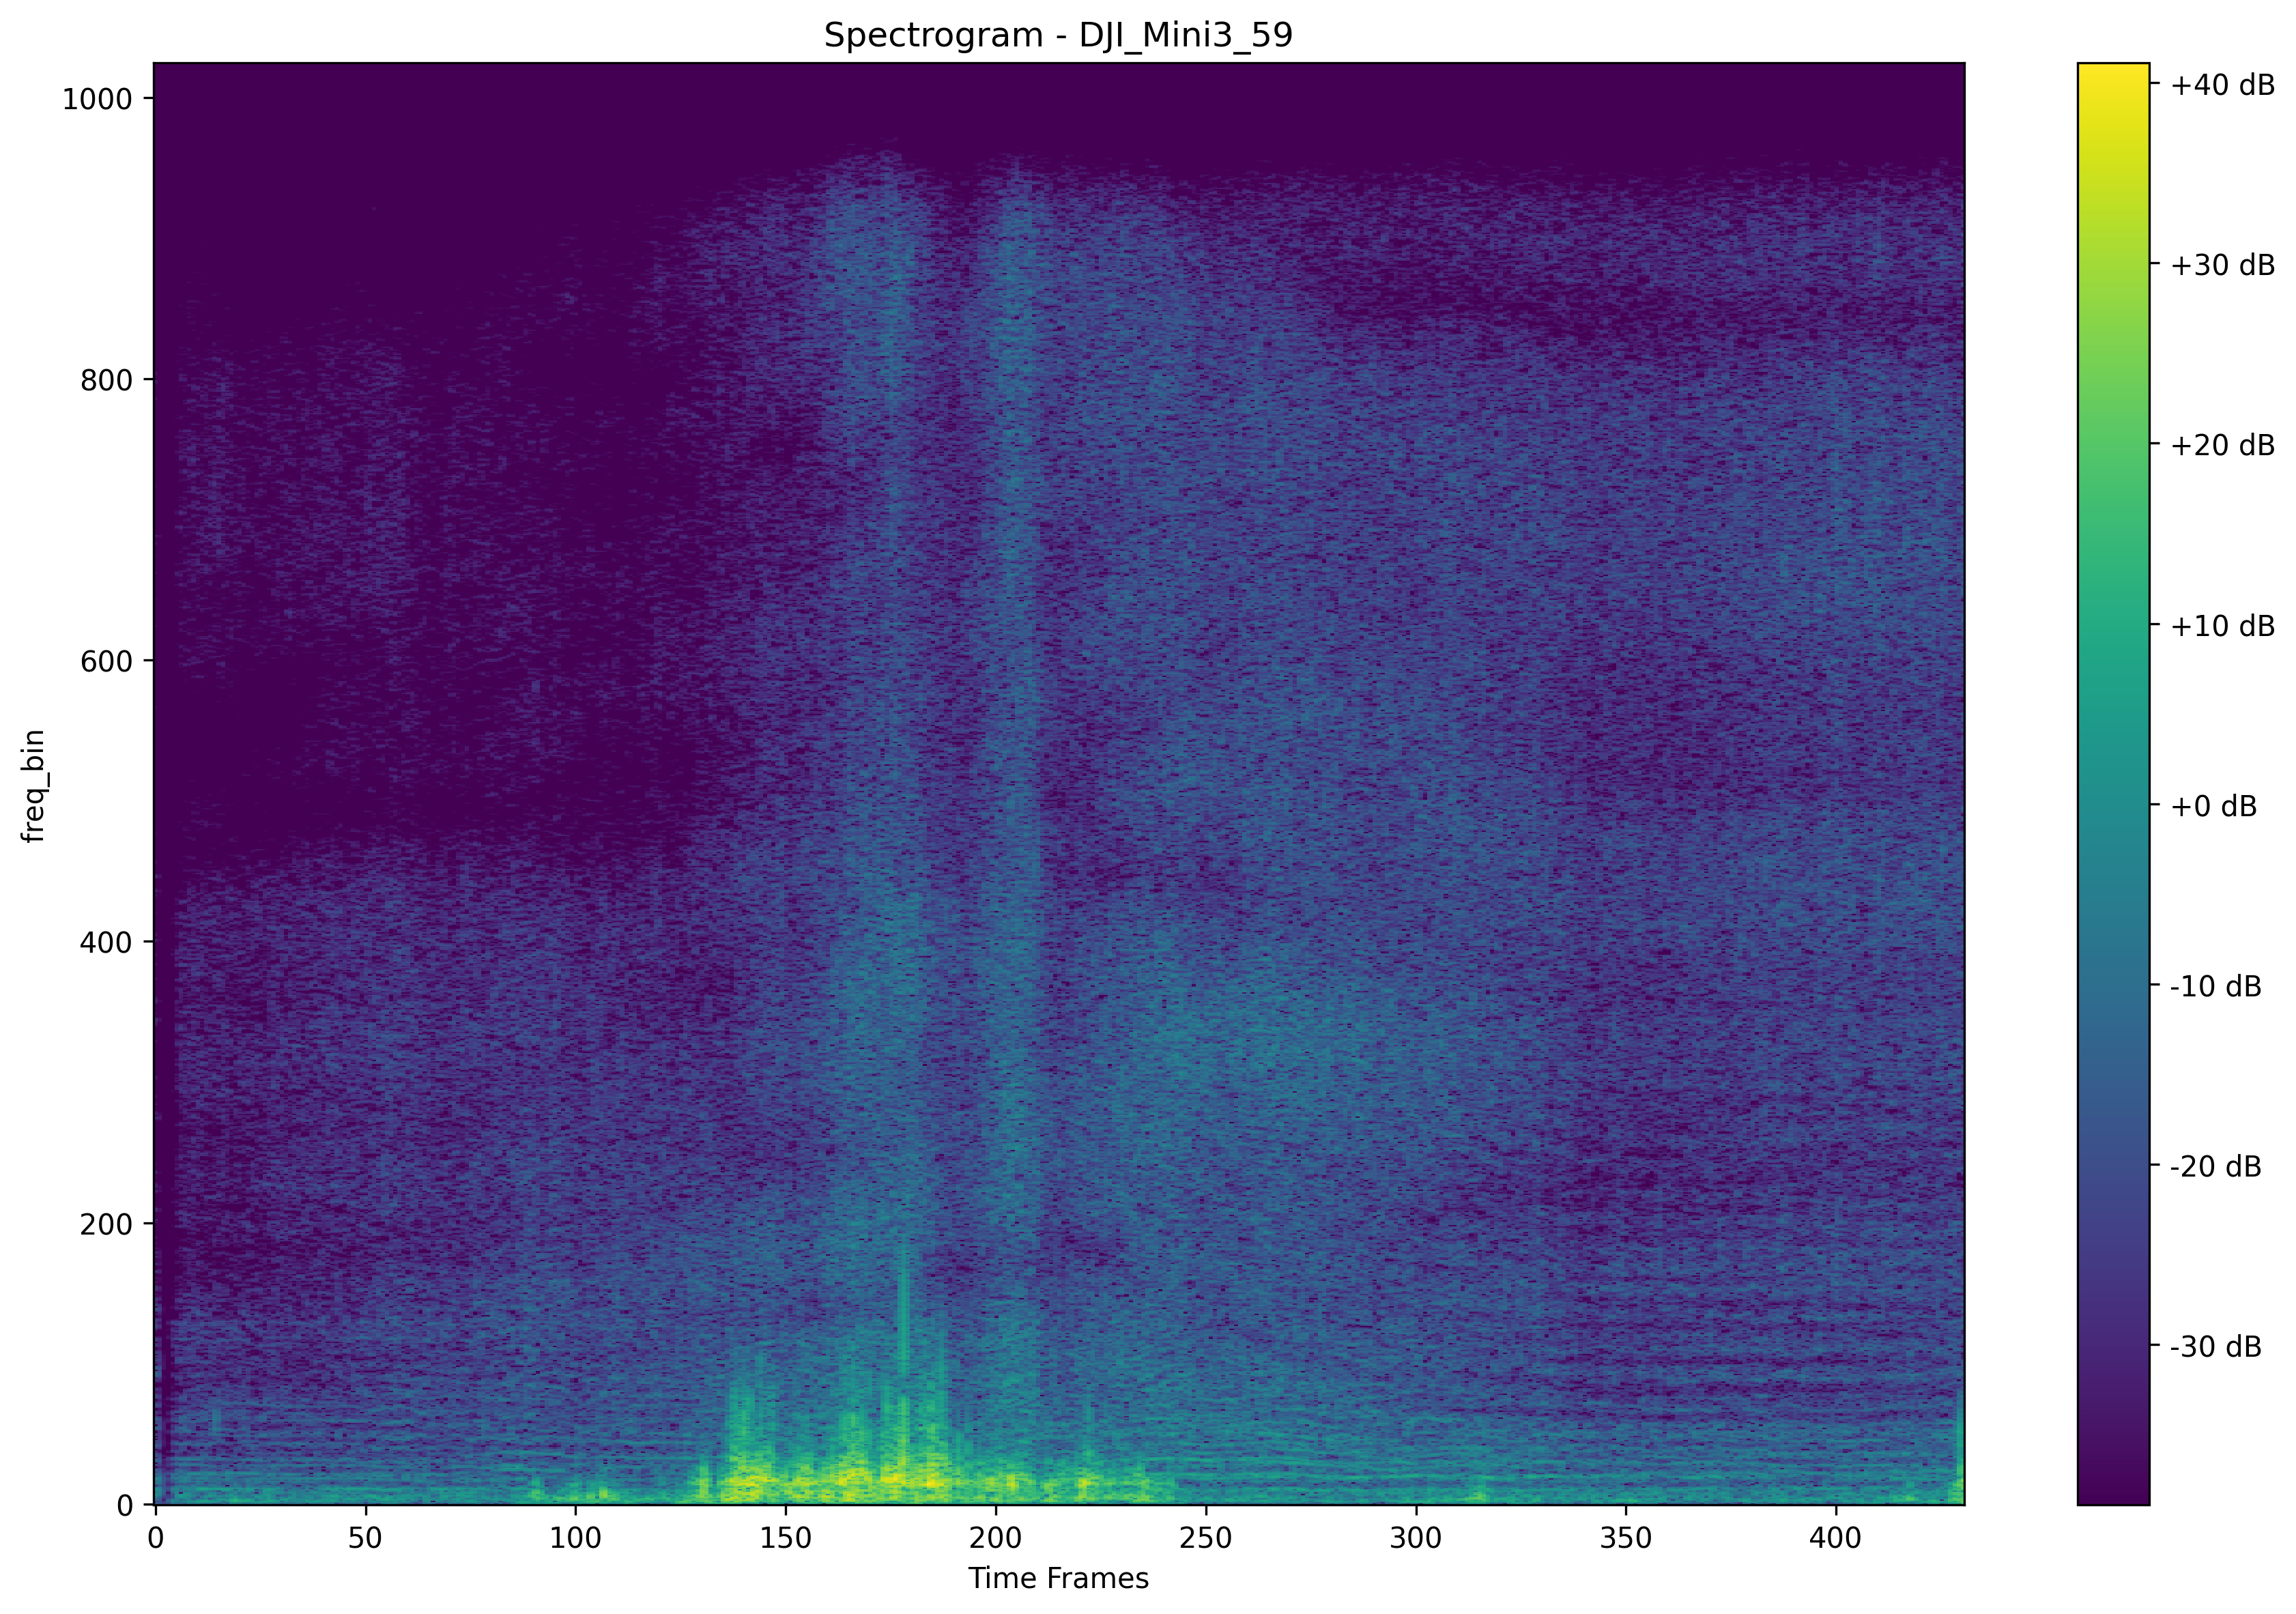 Spectrogram - DJI_Mini3_59
1000
800
600
400
200
0
freq_bin
0
50
100
150
200
250
300
350
400
Time Frames
+40 dB
+30 dB
+20 dB
+10 dB
+0 dB
-10 dB
-20 dB
-30 dB